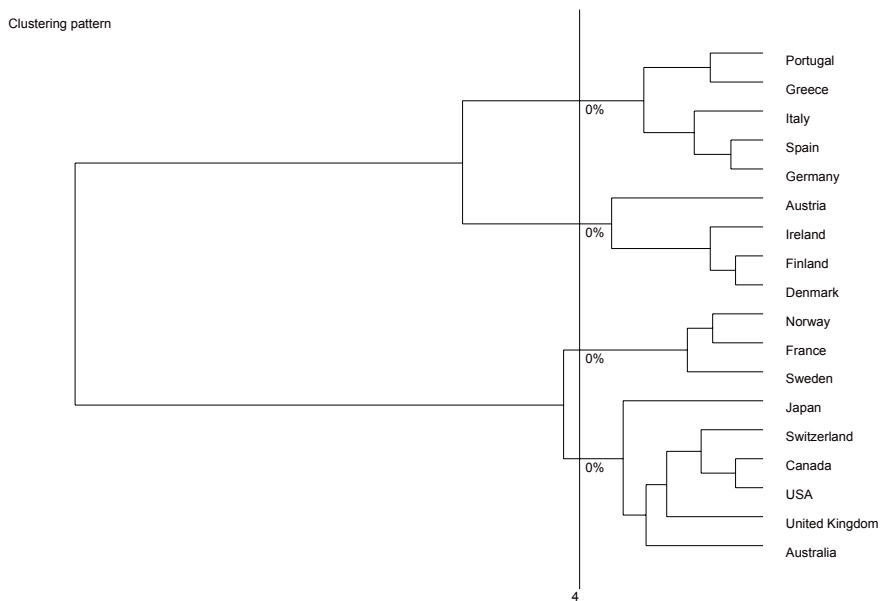 Clustering pattern
Portugal
Greece
0%
Italy
Spain
Germany
Austria
0%
Ireland
Finland
Denmark
Norway
0%
France
Sweden
Japan
Switzerland
0%
Canada
USA
United Kingdom
Australia
4